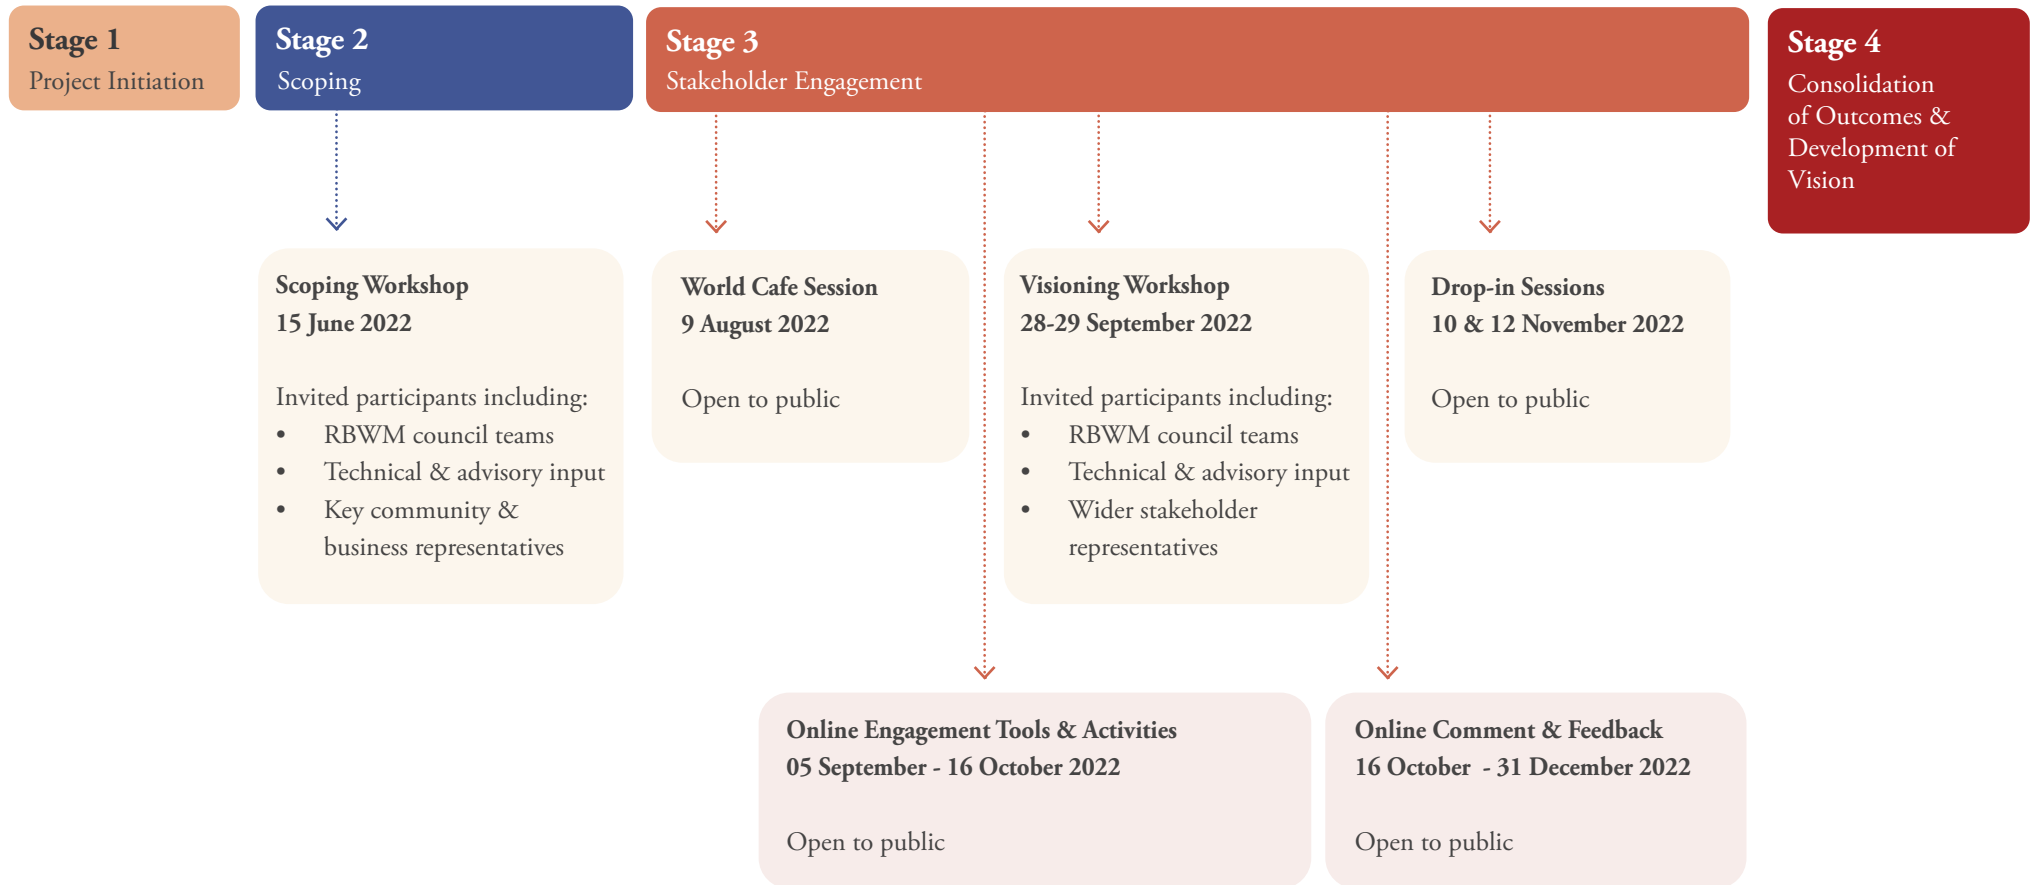 Stage 1
Project Initiation
Stage 2
Scoping
Stage 3
Stakeholder Engagement
Stage 4
Consolidation
of Outcomes &
Development of
Vision
Scoping Workshop
15 June 2022
Invited participants including:
• RBWM council teams
• Technical & advisory input
• Key community &
business representatives
World Cafe Session
9 August 2022
Open to public
Visioning Workshop
28-29 September 2022
Invited participants including:
• RBWM council teams
• Technical & advisory input
• Wider stakeholder
representatives
Drop-in Sessions
10 & 12 November 2022
Open to public
Online Engagement Tools & Activities
05 September - 16 October 2022
Open to public
Online Comment & Feedback
16 October - 31 December 2022
Open to public